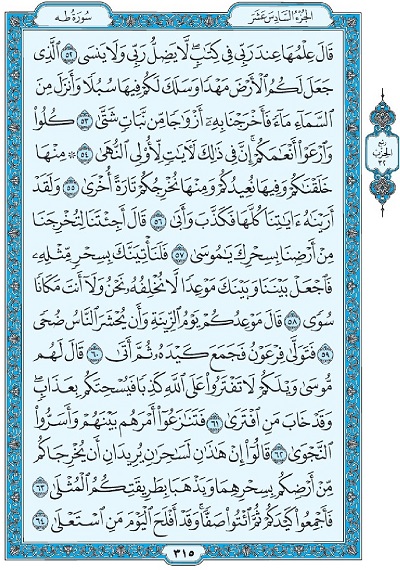 الجزء السادس عشر
سورة طه
قَالَ عِلْمُهَا عِندَ رَبِّي فِي كِتَٰبٍۖ لَّا يَضِلُّ رَبِّي وَلَا يَنسَى ٥٢ ٱلَّذِي
جَعَلَ لَكُمُ ٱلْأَرْضَ مَهْدًا وَسَلَكَ لَكُمْ فِيهَا سُبُلًا وَأَنزَلَ مِنَ
ٱلسَّمَآءِ مَآءً فَأَخْرَجْنَا بِهِۦٓ أَزْوَٰجًا مِّن نَّبَاتٍ شَتَّىٰ ٥٣ كُلُوا۟
وَٱرْعَوْا۟ أَنْعَٰمَكُمْۗ إِنَّ فِي ذَٰلِكَ لَءَايَٰتٍ لِّأُو۟لِي ٱلنُّهَىٰ ٥٤ ۞ مِنْهَا
خَلَقْنَٰكُمْ وَفِيهَا نُعِيدُكُمْ وَمِنْهَا نُخْرِجُكُمْ تَارَةً أُخْرَىٰ ٥٥ وَلَقَدْ
أَرَيْنَٰهُ ءَايَٰتِنَا كُلَّهَا فَكَذَّبَ وَأَبَىٰ ٥٦ قَالَ أَجِئْتَنَا لِتُخْرِجَنَا
مِنْ أَرْضِنَا بِسِحْرِكَ يَٰمُوسَىٰ ٥٧ فَلَنَأْتِيَنَّكَ بِسِحْرٍ مِّثْلِهِۦ
فَٱجْعَلْ بَيْنَنَا وَبَيْنَكَ مَوْعِدًا لَّا نُخْلِفُهُۥ نَحْنُ وَلَآ أَنتَ مَكَانًا
سُوًى ٥٨ قَالَ مَوْعِدُكُمْ يَوْمُ ٱلزِّينَةِ وَأَن يُحْشَرَ ٱلنَّاسُ ضُحًى
٥٩ فَتَوَلَّىٰ فِرْعَوْنُ فَجَمَعَ كَيْدَهُۥ ثُمَّ أَتَىٰ ٦٠ قَالَ لَهُم
مُّوسَىٰ وَيْلَكُمْ لَا تَفْتَرُوا۟ عَلَى ٱللَّهِ كَذِبًا فَيُسْحِتَكُم بِعَذَابٍۖ
وَقَدْ خَابَ مَنِ ٱفْتَرَىٰ ٦١ فَتَنَٰزَعُوٓا۟ أَمْرَهُم بَيْنَهُمْ وَأَسَرُّوا۟
ٱلنَّجْوَىٰ ٦٢ قَالُوٓا۟ إِنْ هَٰذَٰنِ لَسَٰحِرَٰنِ يُرِيدَانِ أَن يُخْرِجَاكُم
مِّنْ أَرْضِكُم بِسِحْرِهِمَا وَيَذْهَبَا بِطَرِيقَتِكُمُ ٱلْمُثْلَىٰ ٦٣
فَأَجْمِعُوا۟ كَيْدَكُمْ ثُمَّ ٱئْتُوا۟ صَفًّاۚ وَقَدْ أَفْلَحَ ٱلْيَوْمَ مَنِ ٱسْتَعْلَىٰ ٦٤
٣١٥
ربع
الحزب
٣٢